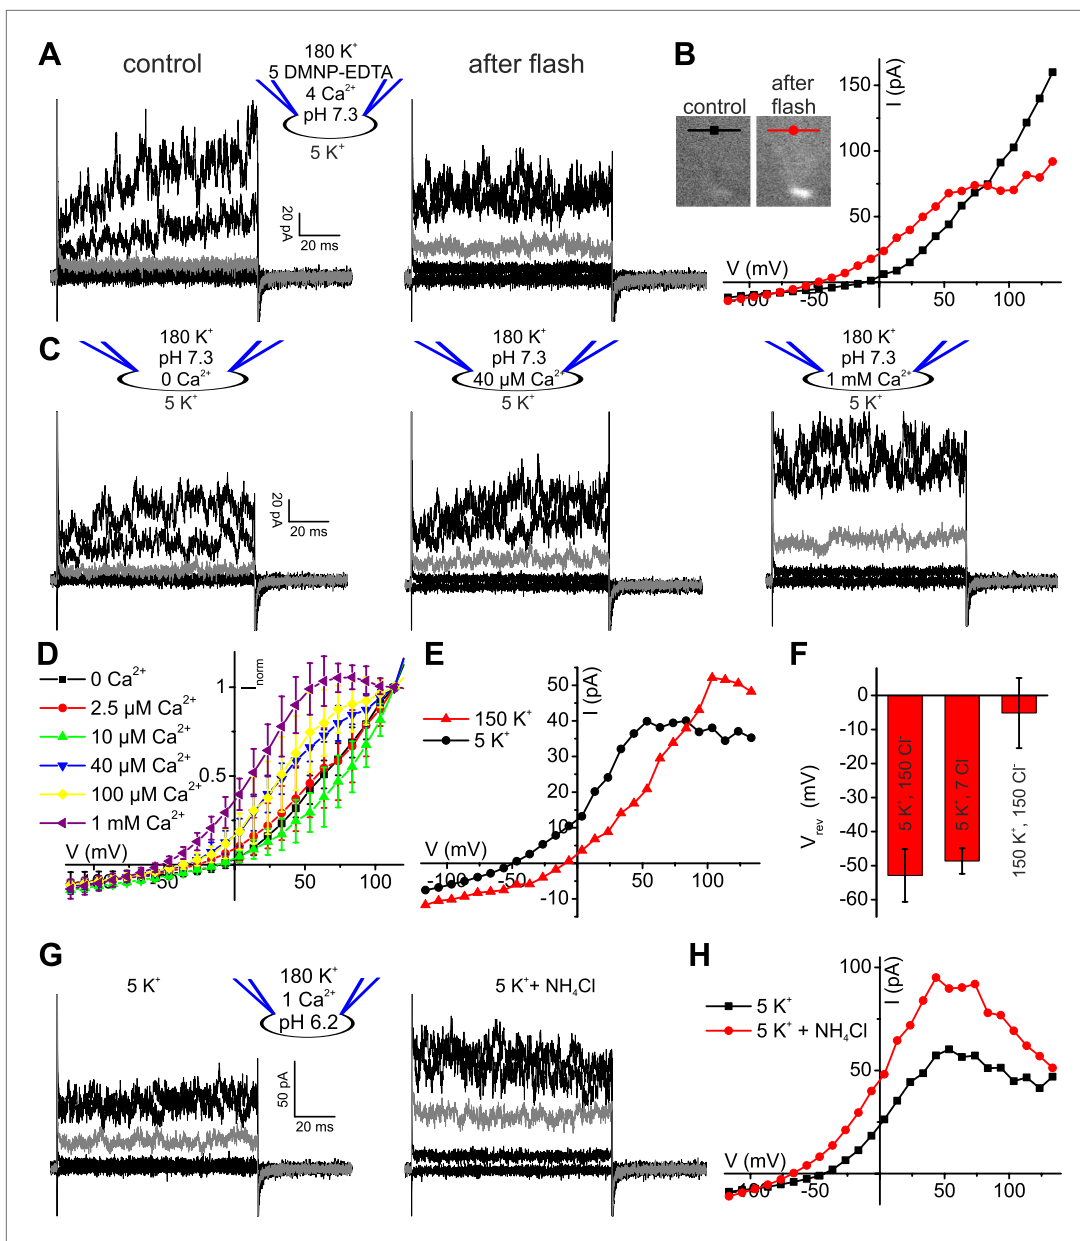 A
control
180 K⁺
5 DMNP-EDTA
4 Ca²⁺
pH 7.3
5 K⁺
20 pA
20 ms
after flash
B
control
after
flash
I (pA)
150
100
50
V (mV)
-100
-50
0
50
100
C
180 K⁺
pH 7.3
0 Ca²⁺
5 K⁺
20 pA
20 ms
180 K⁺
pH 7.3
40 µM Ca²⁺
5 K⁺
180 K⁺
pH 7.3
1 mM Ca²⁺
5 K⁺
D
0 Ca²⁺
2.5 µM Ca²⁺
10 µM Ca²⁺
40 µM Ca²⁺
100 µM Ca²⁺
1 mM Ca²⁺
I norm
1
0.5
V (mV)
-50
0
50
100
E
150 K⁺
5 K⁺
I (pA)
50
40
30
20
10
-10
V (mV)
-100
-50
0
50
100
F
V rev (mV)
0
-10
-20
-30
-40
-50
-60
5 K⁺, 150 Cl⁻
5 K⁺, 7 Cl⁻
150 K⁺, 150 Cl⁻
G
5 K⁺
180 K⁺
1 Ca²⁺
pH 6.2
50 pA
20 ms
5 K⁺+ NH₄Cl
H
5 K⁺
5 K⁺ + NH₄Cl
I (pA)
100
50
V (mV)
-100
-50
0
50
100